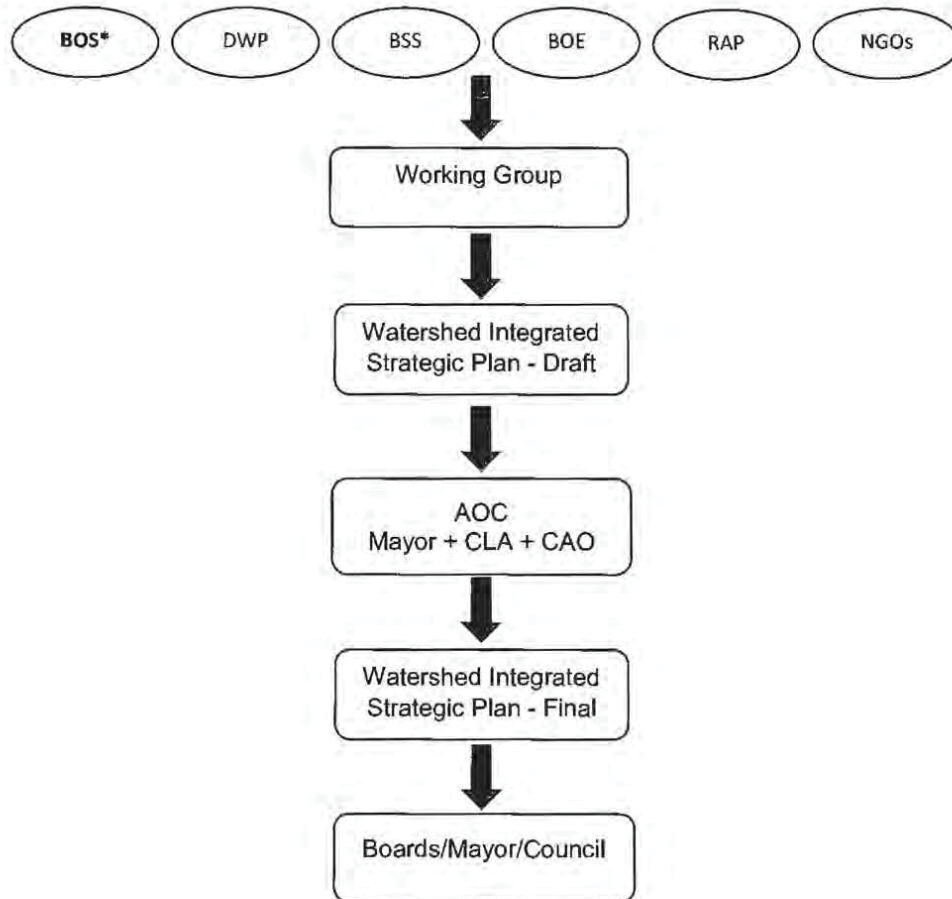 BOS* DWP BSS BOE RAP NGOs
Working Group
Watershed Integrated
Strategic Plan - Draft
AOC
Mayor + CLA + CAO
Watershed Integrated
Strategic Plan - Final
Boards/Mayor/Council